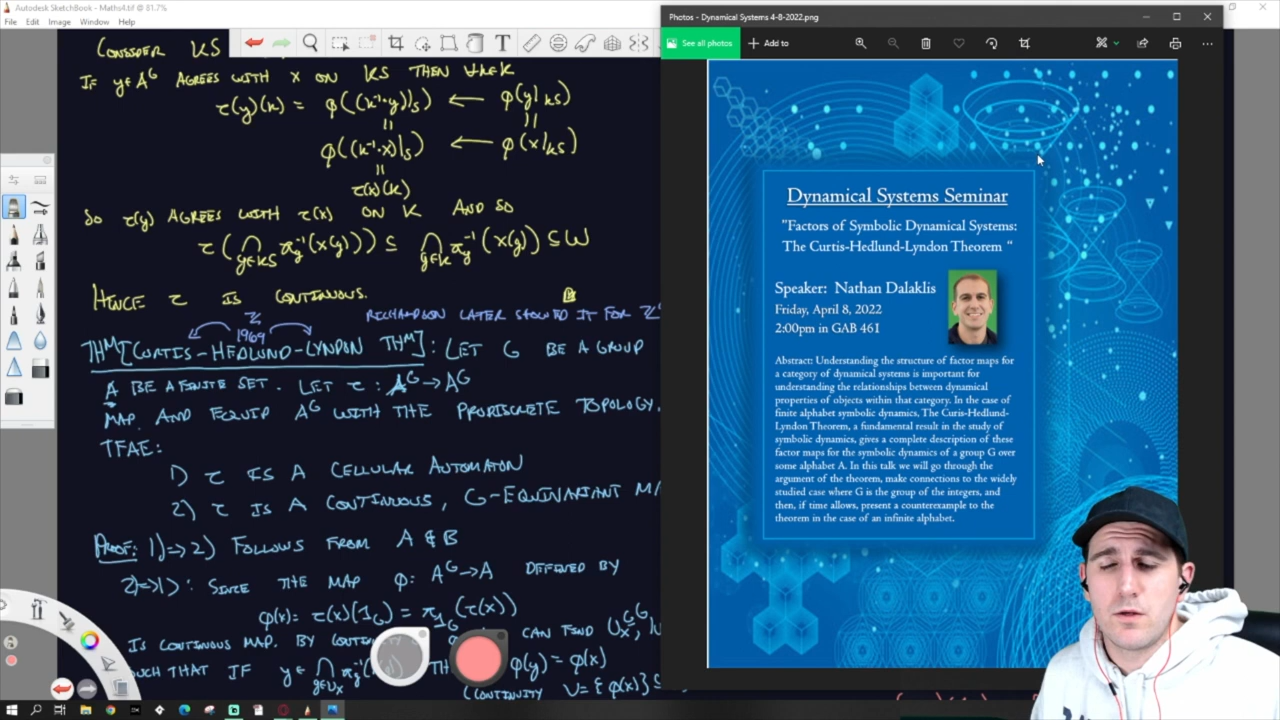 Autodesk SketchBook - Maths4.tif @ 81.7%
File Edit Image Window Help
CONSIDER KS
IF y∈A^G AGREES WITH X ON KS THEN
τ(y)(k) = φ((k⁻¹·y)|s) ← φ(y|ks)
φ((k⁻¹·x)|s) ← φ(x|ks)
τ(x)(k)
SO τ(y) AGREES WITH τ(x) ON K AND SO
HENCE τ IS CONTINUOUS.
RICHARDSON LATER SHOWED IT FOR
1969
THM [CURTIS-HEDLUND-LYNDON THM]: LET G BE A GROUP
A BE A FINITE SET. LET τ: A^G → A^G
MAP AND EQUIP A^G WITH THE PRODISCRETE TOPOLOGY.
TFAE:
1) τ IS A CELLULAR AUTOMATON
2) τ IS A CONTINUOUS, G-EQUIVARIANT
PROOF: 1)=>2) FOLLOWS FROM A & B
2)=>1): SINCE THE MAP φ: A^G → A DEFINED BY
φ(x): τ(x)(1_G) = π_1G(τ(x))
IS CONTINOUS MAP. BY CAN FIND
SUCH THAT IF φ(y) = φ(x)
Photos - Dynamical Systems 4-8-2022.png
See all photos
Add to
Dynamical Systems Seminar
"Factors of Symbolic Dynamical Systems:
The Curtis-Hedlund-Lyndon Theorem “
Speaker: Nathan Dalaklis
Friday, April 8, 2022
2:00pm in GAB 461
Abstract: Understanding the structure of factor maps for
a category of dynamical systems is important for
understanding the relationships between dynamical
properties of objects within that category. In the case of
finite alphabet symbolic dynamics, The Curis-Hedlund-
Lyndon Theorem, a fundamental result in the study of
symbolic dynamics, gives a complete description of these
factor maps for the symbolic dynamics of a group G over
some alphabet A. In this talk we will go through the
argument of the theorem, make connections to the widely
studied case where G is the group of the integers, and
then, if time allows, present a counterexample to the
theorem in the case of an infinite alphabet.